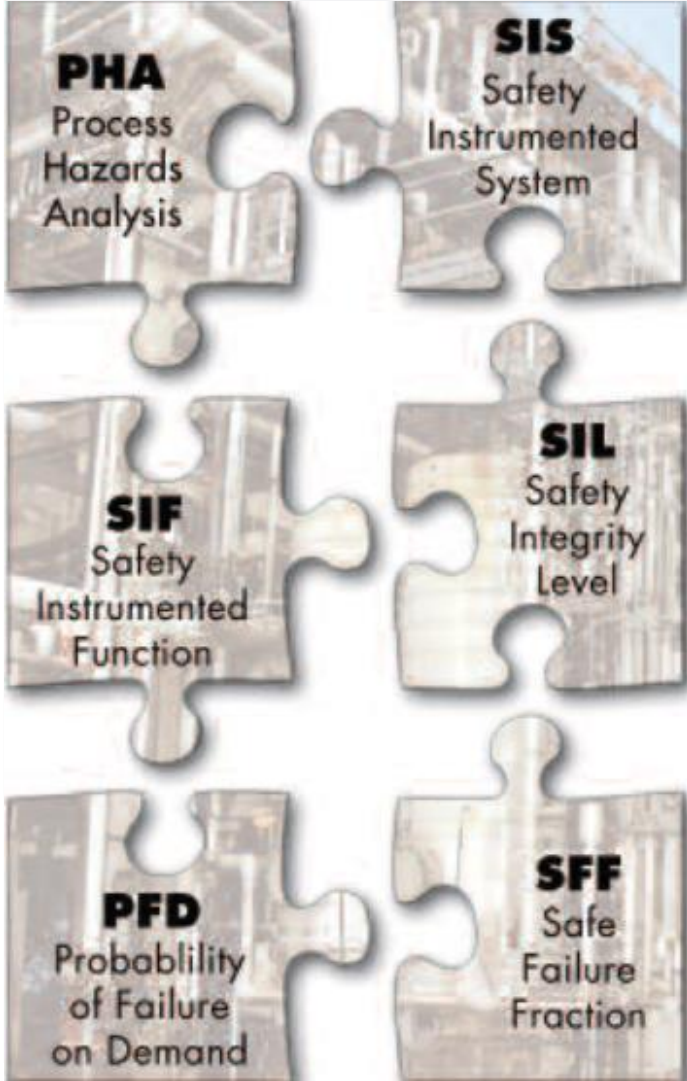 PHA
Process
Hazards
Analysis
SIS
Safety
Instrumented
System
SIF
Safety
Instrumented
Function
SIL
Safety
Integrity
Level
PFD
Probablility
of Failure
on Demand
SFF
Safe
Failure
Fraction